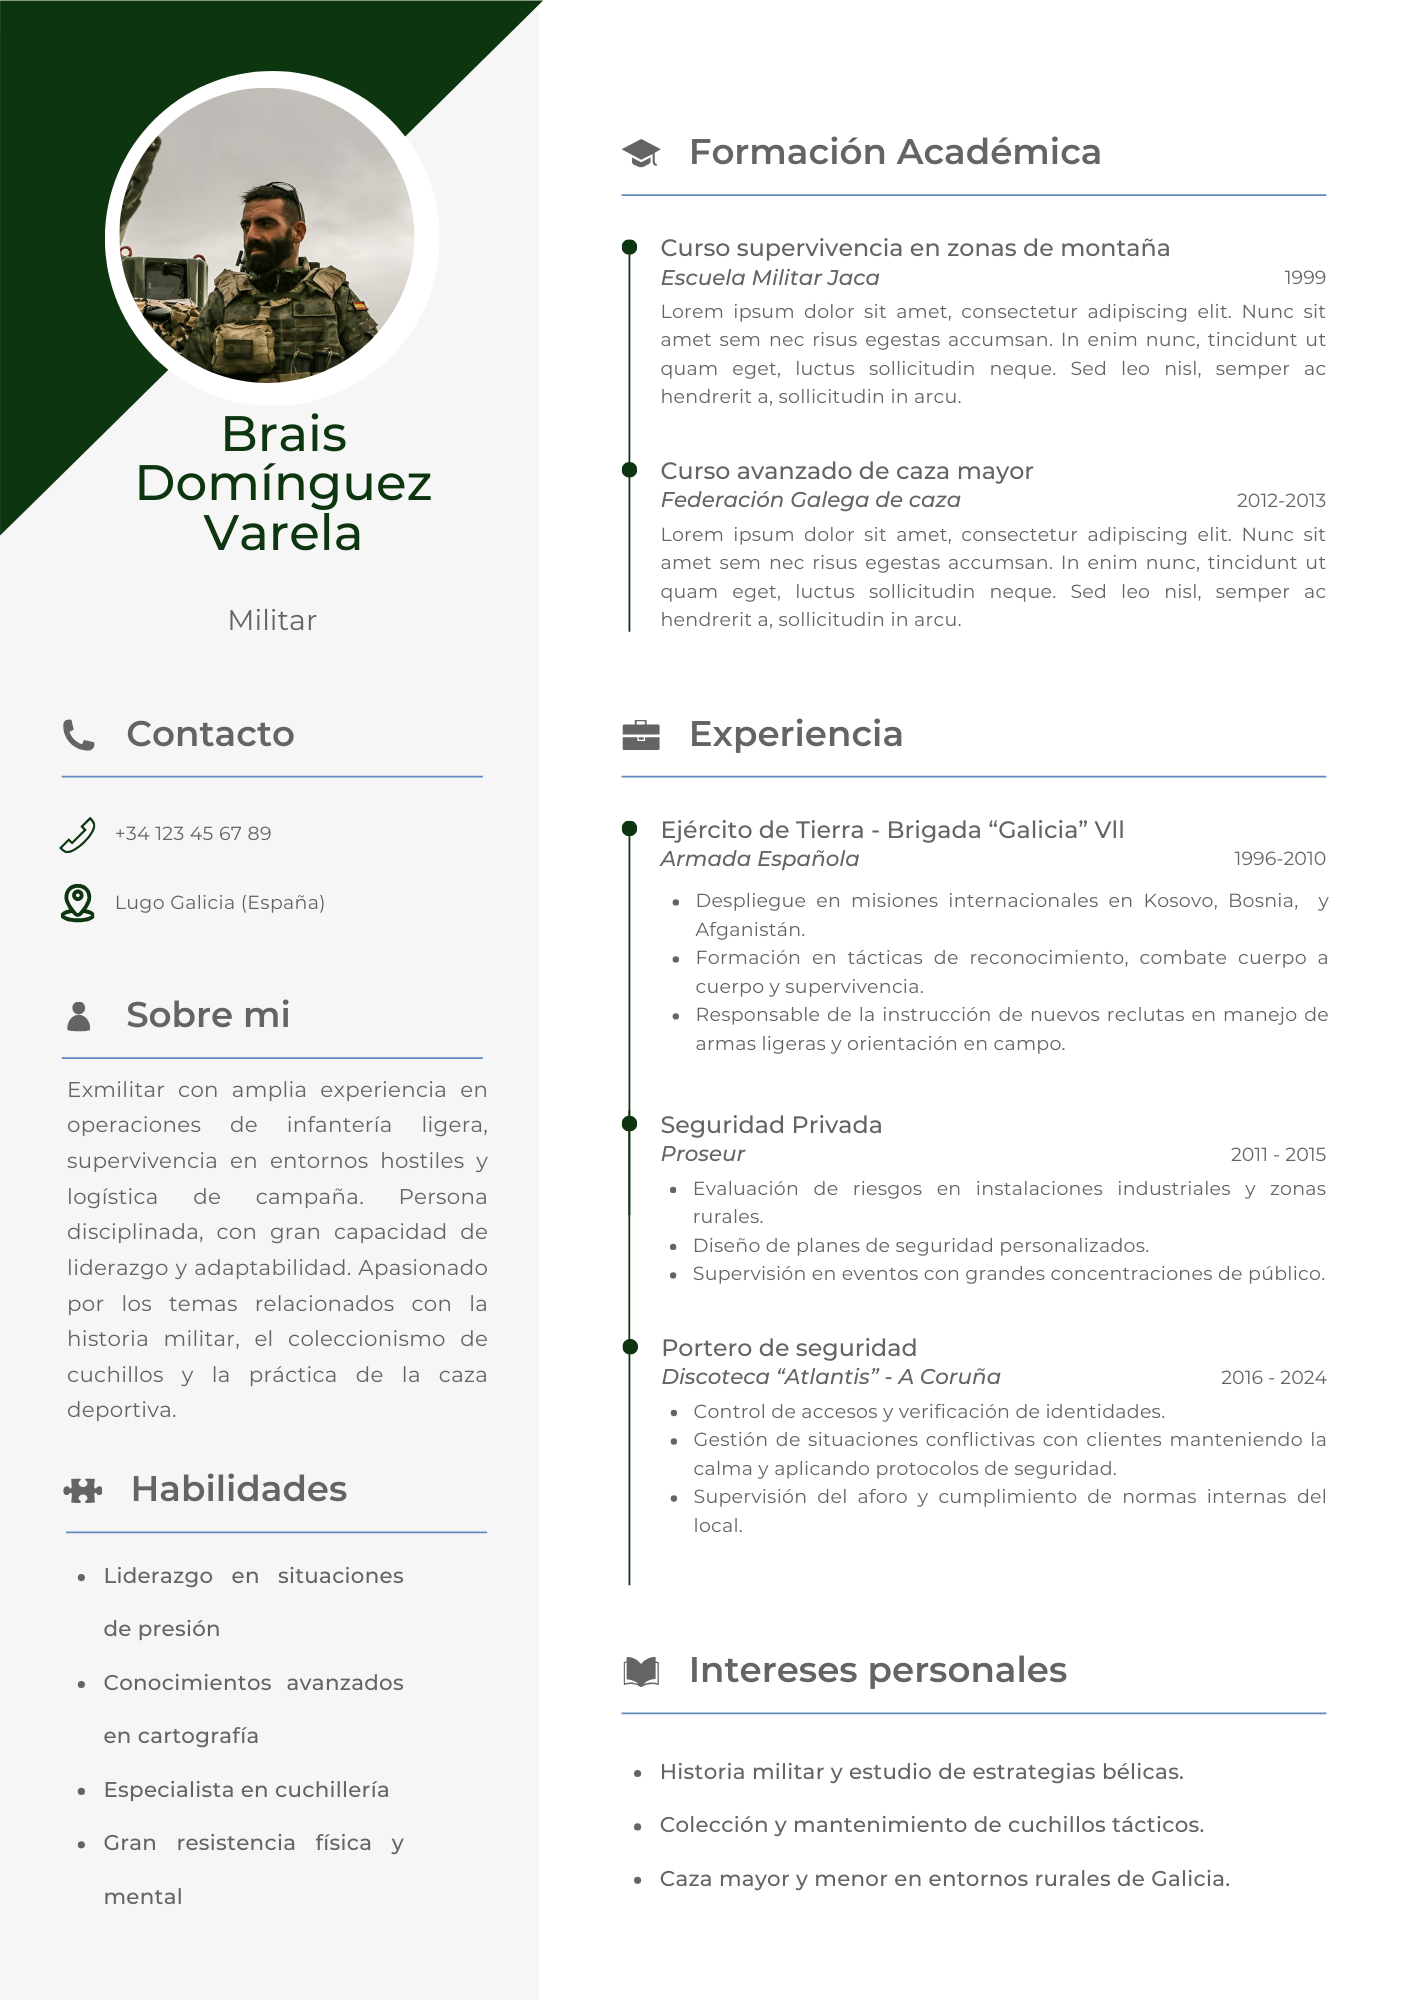 Brais
Domínguez
Varela
Militar
Contacto
+34 123 45 67 89
Lugo Galicia (España)
Sobre mi
Exmilitar con amplia experiencia en
operaciones de infantería ligera,
supervivencia en entornos hostiles y
logística de campaña. Persona
disciplinada, con gran capacidad de
liderazgo y adaptabilidad. Apasionado
por los temas relacionados con la
historia militar, el coleccionismo de
cuchillos y la práctica de la caza
deportiva.
Habilidades
• Liderazgo en situaciones
de presión
• Conocimientos avanzados
en cartografía
• Especialista en cuchillería
• Gran resistencia física y
mental
Formación Académica
Curso supervivencia en zonas de montaña
Escuela Militar Jaca 1999
Lorem ipsum dolor sit amet, consectetur adipiscing elit. Nunc sit
amet sem nec risus egestas accumsan. In enim nunc, tincidunt ut
quam eget, luctus sollicitudin neque. Sed leo nisl, semper ac
hendrerit a, sollicitudin in arcu.
Curso avanzado de caza mayor
Federación Galega de caza 2012-2013
Lorem ipsum dolor sit amet, consectetur adipiscing elit. Nunc sit
amet sem nec risus egestas accumsan. In enim nunc, tincidunt ut
quam eget, luctus sollicitudin neque. Sed leo nisl, semper ac
hendrerit a, sollicitudin in arcu.
Experiencia
Ejército de Tierra - Brigada “Galicia” Vll
Armada Española 1996-2010
• Despliegue en misiones internacionales en Kosovo, Bosnia, y
Afganistán.
• Formación en tácticas de reconocimiento, combate cuerpo a
cuerpo y supervivencia.
• Responsable de la instrucción de nuevos reclutas en manejo de
armas ligeras y orientación en campo.
Seguridad Privada
Proseur 2011 - 2015
• Evaluación de riesgos en instalaciones industriales y zonas
rurales.
• Diseño de planes de seguridad personalizados.
• Supervisión en eventos con grandes concentraciones de público.
Portero de seguridad
Discoteca “Atlantis” - A Coruña 2016 - 2024
• Control de accesos y verificación de identidades.
• Gestión de situaciones conflictivas con clientes manteniendo la
calma y aplicando protocolos de seguridad.
• Supervisión del aforo y cumplimiento de normas internas del
local.
Intereses personales
• Historia militar y estudio de estrategias bélicas.
• Colección y mantenimiento de cuchillos tácticos.
• Caza mayor y menor en entornos rurales de Galicia.